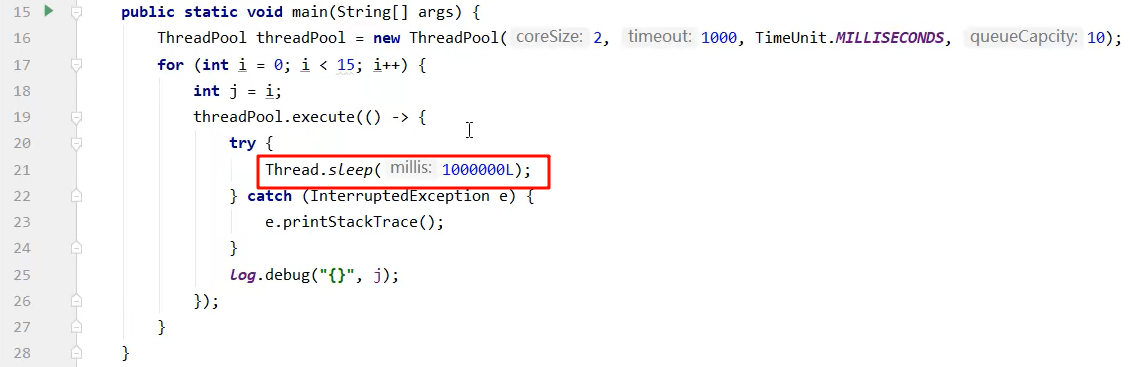 15 public static void main(String[] args) {
16 ThreadPool threadPool = new ThreadPool( coreSize: 2, timeout: 1000, TimeUnit.MILLISECONDS, queueCapcity: 10);
17 for (int i = 0; i < 15; i++) {
18 int j = i;
19 threadPool.execute(() -> {
20 try {
21 Thread.sleep( millis: 1000000L);
22 } catch (InterruptedException e) {
23 e.printStackTrace();
24 }
25 log.debug("{}", j);
26 });
27 }
28 }